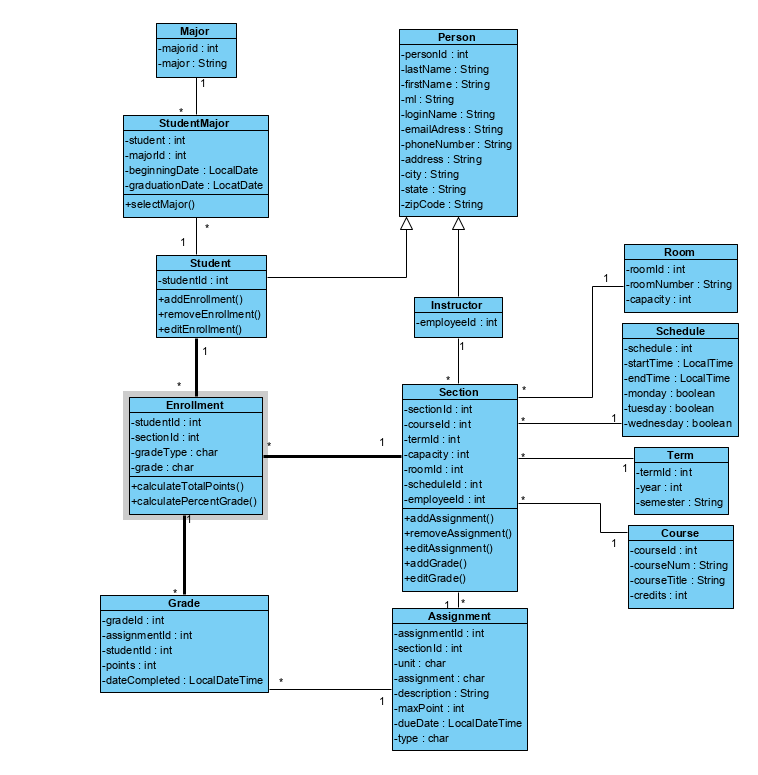 Major
-majorid : int
-major : String
1
*
StudentMajor
-student : int
-majorId : int
-beginningDate : LocalDate
-graduationDate : LocatDate
+selectMajor()
*
1
Student
-studentId : int
+addEnrollment()
+removeEnrollment()
+editEnrollment()
1
*
Enrollment
-studentId : int
-sectionId : int
-gradeType : char
-grade : char
+calculateTotalPoints()
+calculatePercentGrade()
*
1
1
*
Grade
-gradeId : int
-assignmentId : int
-studentId : int
-points : int
-dateCompleted : LocalDateTime
*
1
Person
-personId : int
-lastName : String
-firstName : String
-ml : String
-loginName : String
-emailAdress : String
-phoneNumber : String
-address : String
-city : String
-state : String
-zipCode : String
Instructor
-employeeId : int
1
*
Section
-sectionId : int
-courseId : int
-termId : int
-capacity : int
-roomId : int
-scheduleId : int
-employeeId : int
+addAssignment()
+removeAssignment()
+editAssignment()
+addGrade()
+editGrade()
1
*
Assignment
-assignmentId : int
-sectionId : int
-unit : char
-assignment : char
-description : String
-maxPoint : int
-dueDate : LocalDateTime
-type : char
1
*
Room
-roomId : int
-roomNumber : String
-capacity : int
Schedule
-schedule : int
-startTime : LocalTime
-endTime : LocalTime
-monday : boolean
-tuesday : boolean
-wednesday : boolean
*
1
Term
-termId : int
-year : int
-semester : String
*
1
Course
-courseId : int
-courseNum : String
-courseTitle : String
-credits : int
*
1